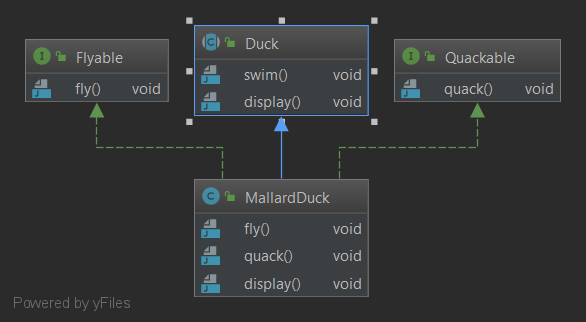 Flyable
fly() void
Duck
swim() void
display() void
Quackable
quack() void
MallardDuck
fly() void
quack() void
display() void
Powered by yFiles